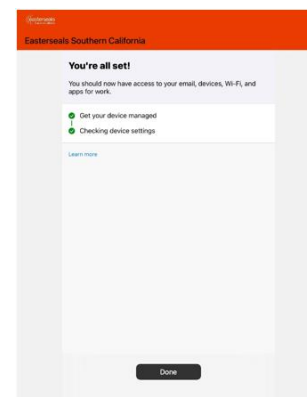 easterseals
Easterseals Southern California
You're all set!
You should now have access to your email, devices, Wi-Fi, and
apps for work.
Get your device managed
Checking device settings
Learn more
Done